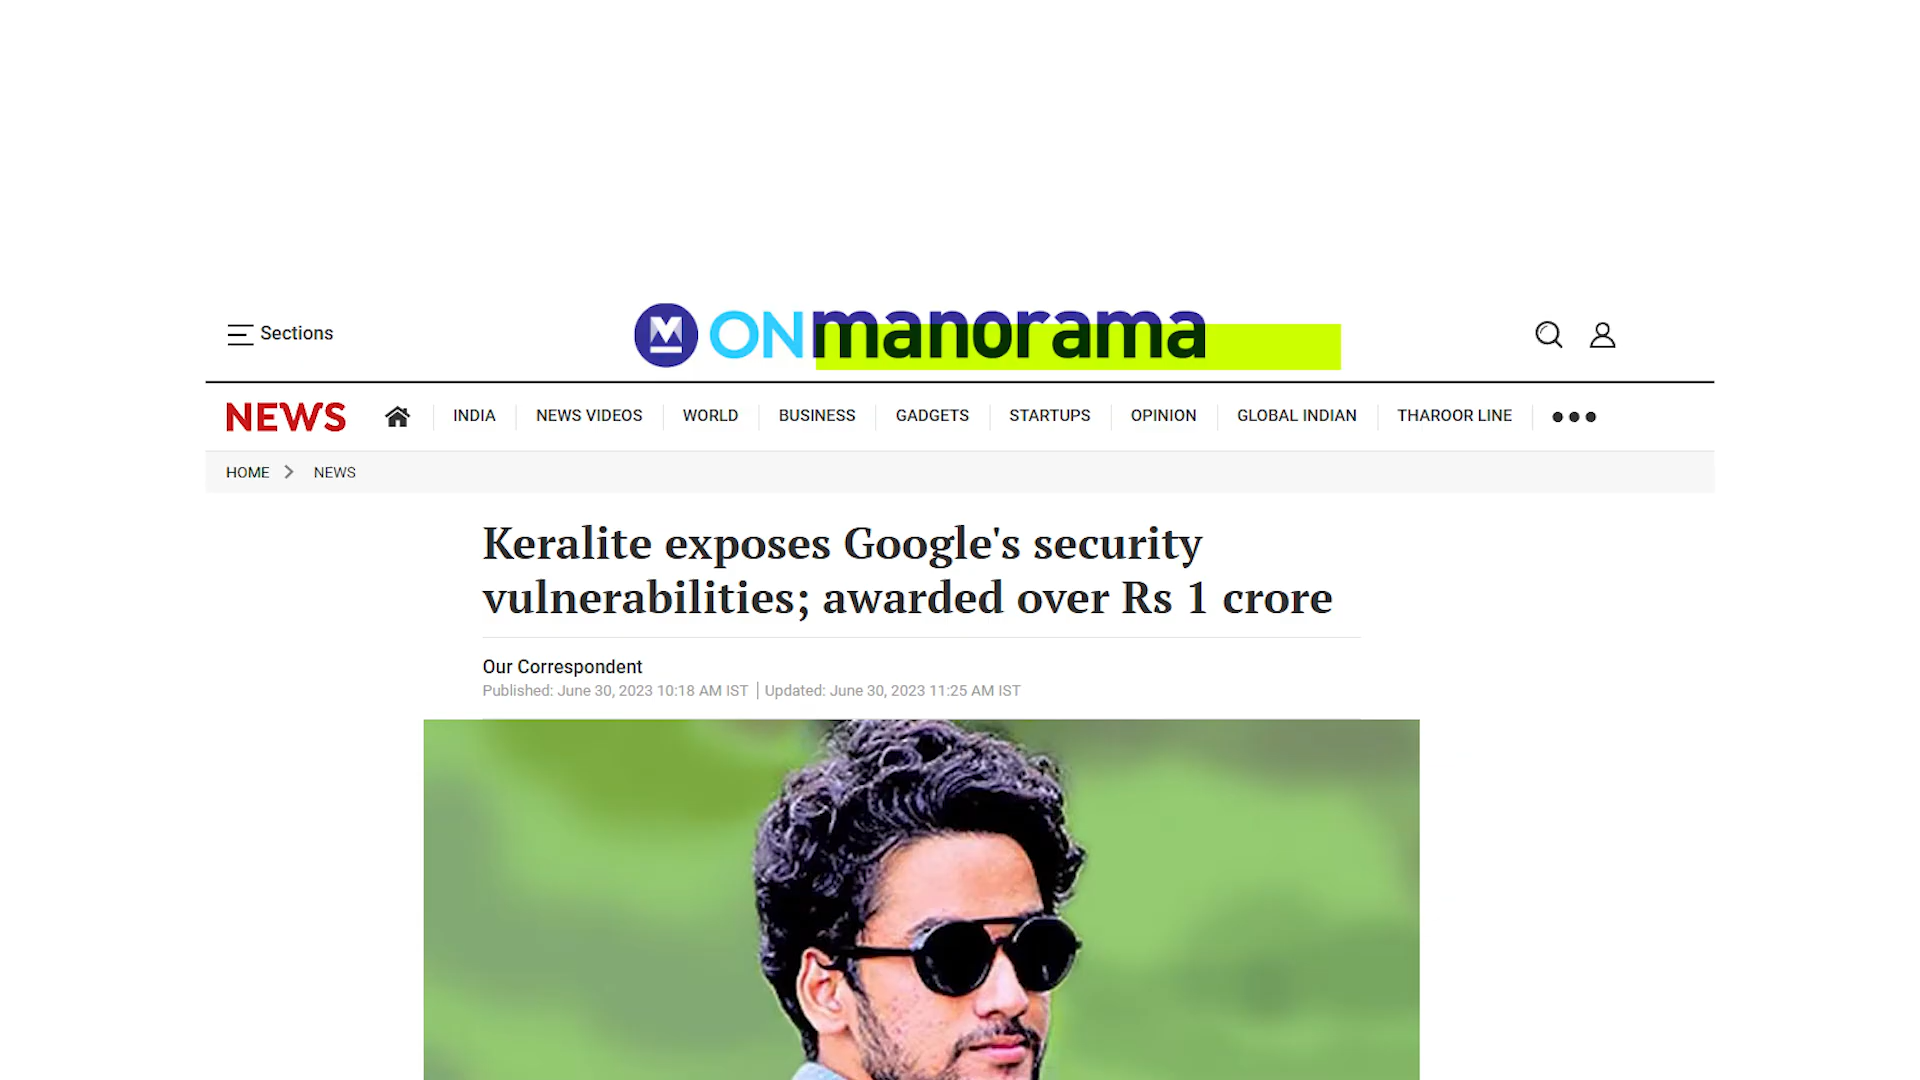 Sections
ONmanorama
NEWS
INDIA
NEWS VIDEOS
WORLD
BUSINESS
GADGETS
STARTUPS
OPINION
GLOBAL INDIAN
THAROOR LINE
HOME
NEWS
Keralite exposes Google's security
vulnerabilities; awarded over Rs 1 crore
Our Correspondent
Published: June 30, 2023 10:18 AM IST | Updated: June 30, 2023 11:25 AM IST